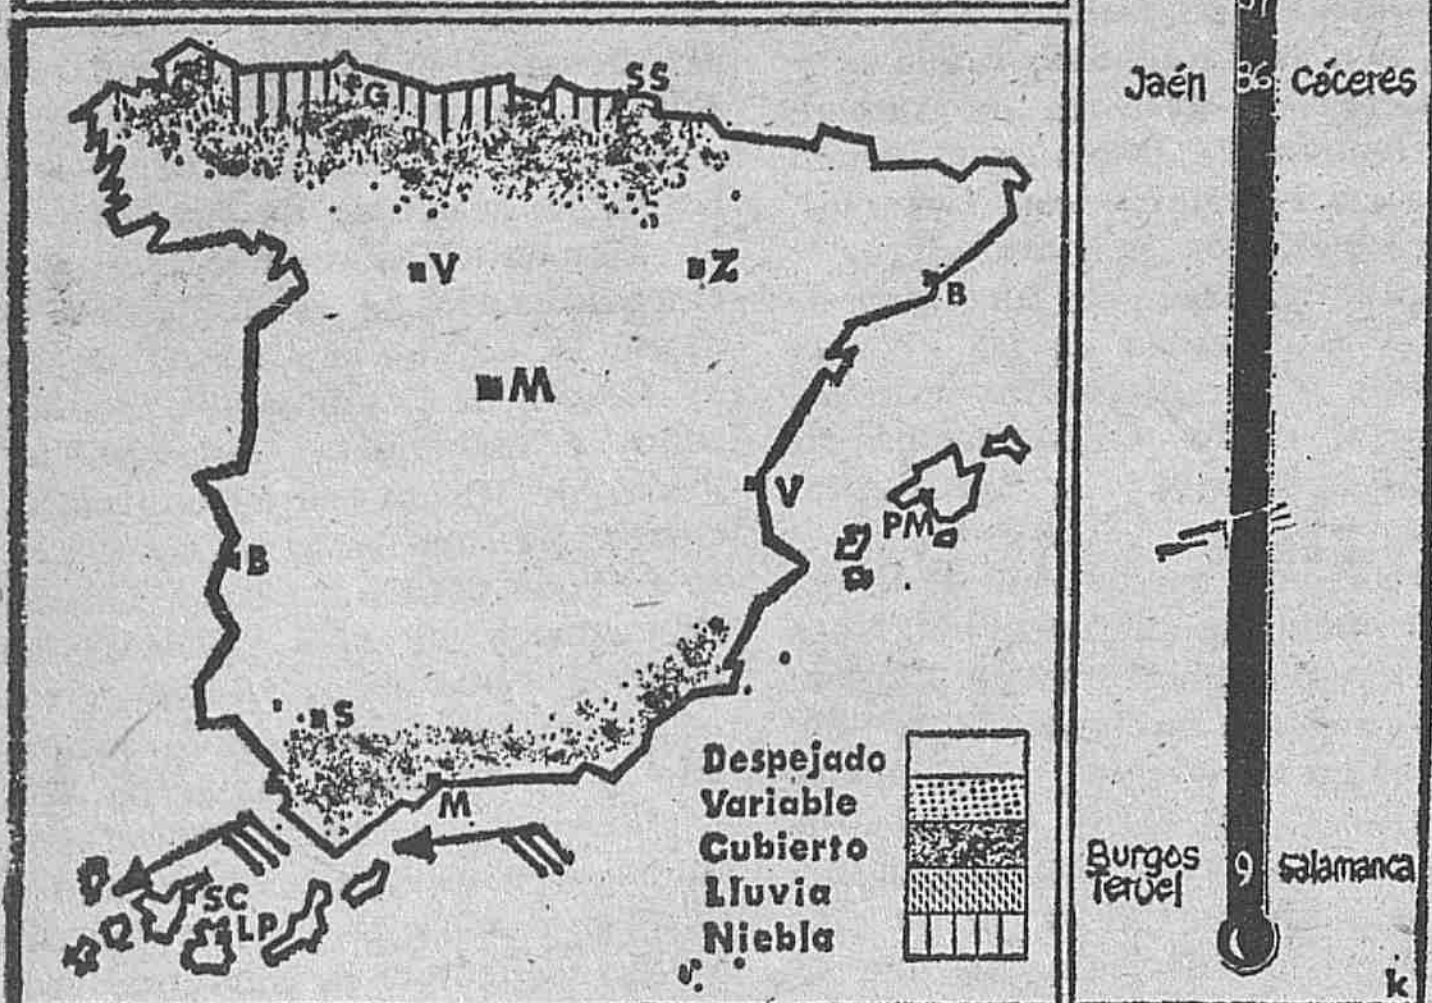 SS
G
V
Z
B
M
V
PM
B
S
M
SC
LP
Despejado
Variable
Cubierto
Lluvia
Niebla
Jaén 36 Cáceres
Burgos
Teruel 9 Salamanca
k